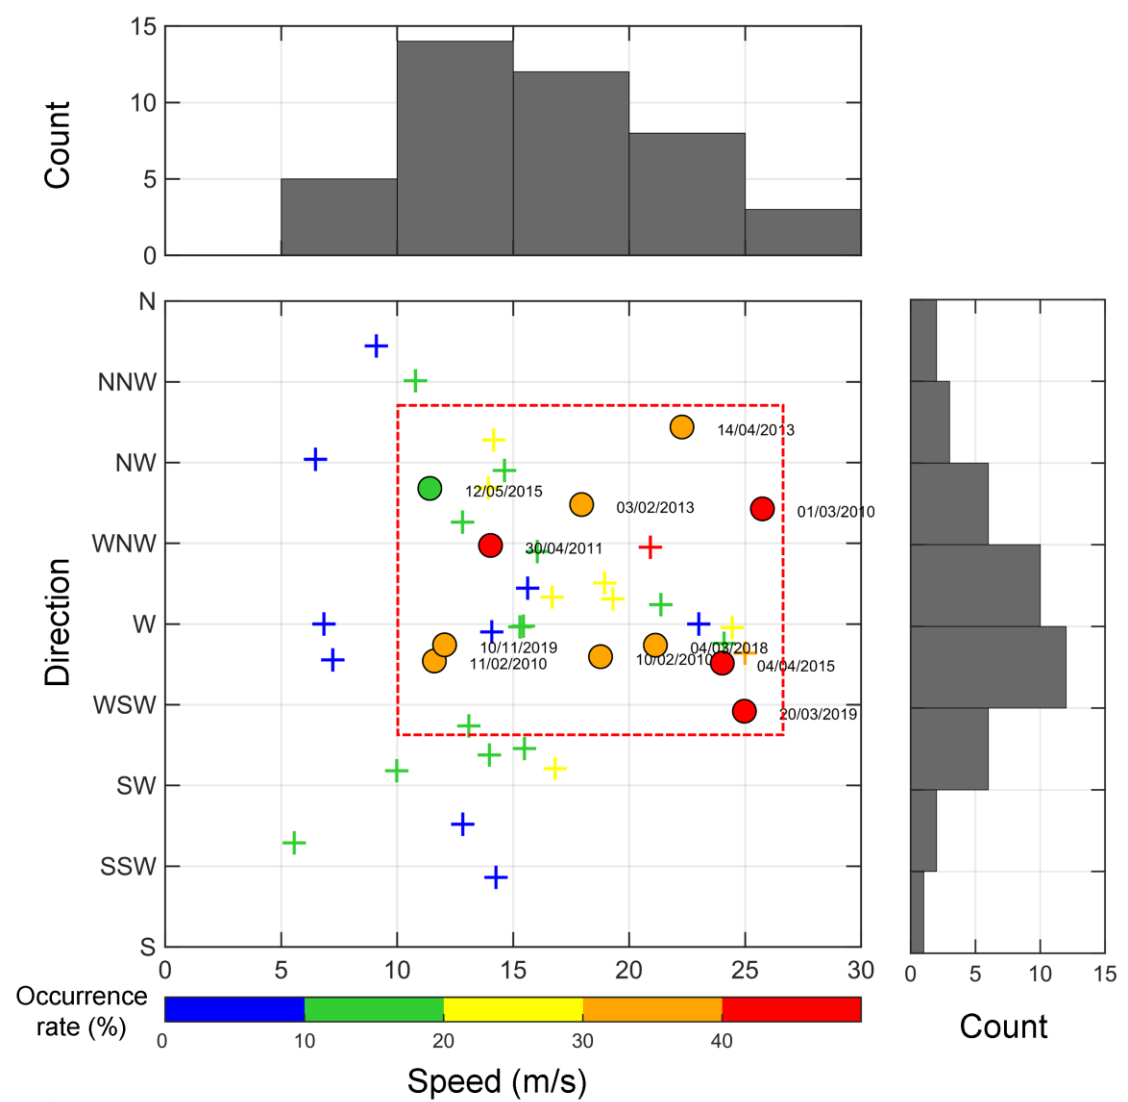 15
10
5
0
Count
N
NNW
NW
WNW
W
WSW
SW
SSW
S
Direction
14/04/2013
12/05/2015
03/02/2013
01/03/2010
30/04/2011
10/11/2019
04/03/2018
11/02/2010
10/02/2010
04/04/2015
20/03/2019
0 5 10 15 20 25 30
0 5 10 15
Count
Occurrence
rate (%)
0 10 20 30 40
Speed (m/s)